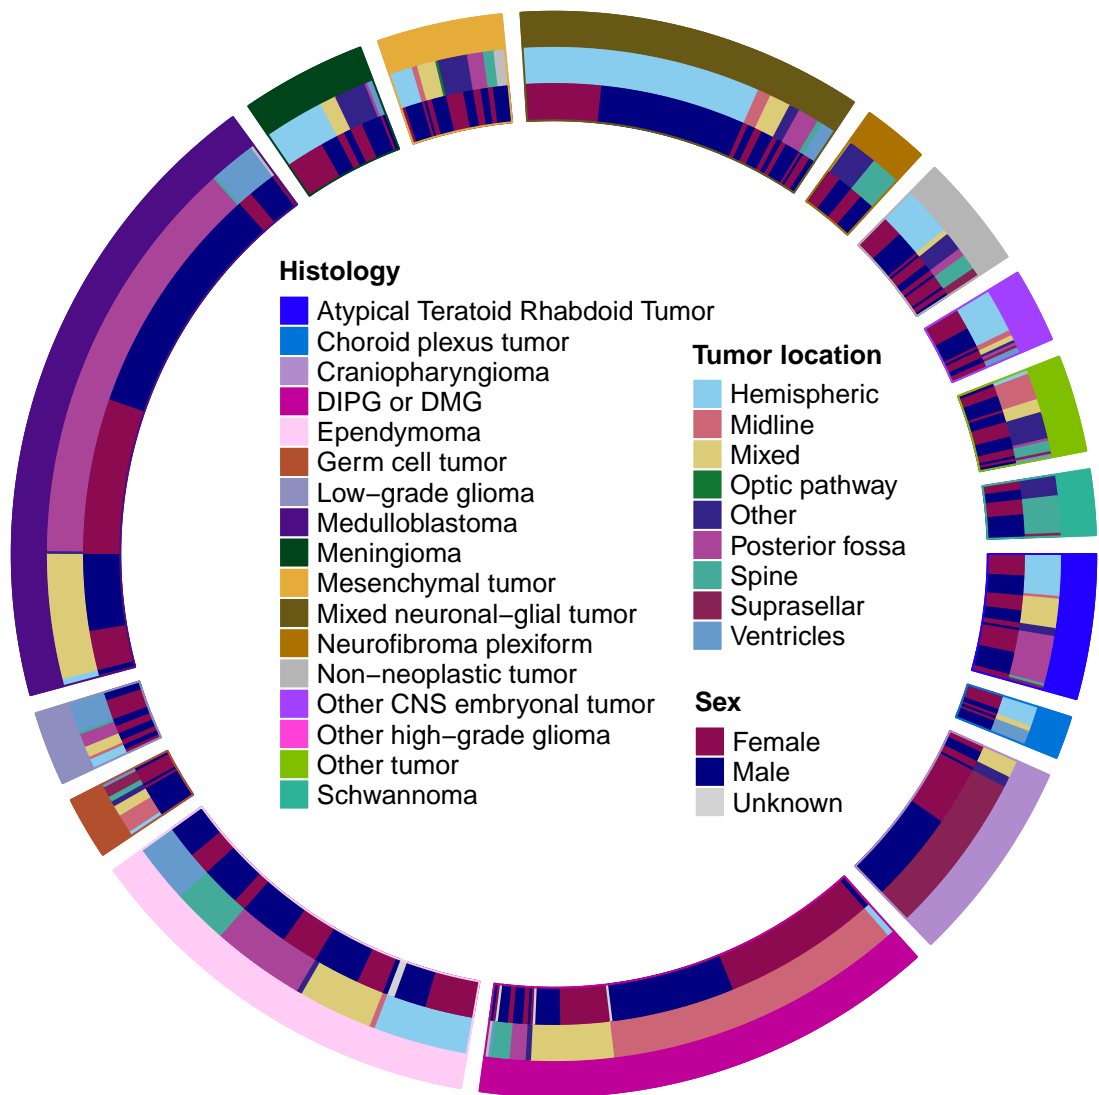 Histology
Atypical Teratoid Rhabdoid Tumor
Choroid plexus tumor
Craniopharyngioma
DIPG or DMG
Ependymoma
Germ cell tumor
Low−grade glioma
Medulloblastoma
Meningioma
Mesenchymal tumor
Mixed neuronal−glial tumor
Neurofibroma plexiform
Non−neoplastic tumor
Other CNS embryonal tumor
Other high−grade glioma
Other tumor
Schwannoma
Tumor location
Hemispheric
Midline
Mixed
Optic pathway
Other
Posterior fossa
Spine
Suprasellar
Ventricles
Sex
Female
Male
Unknown